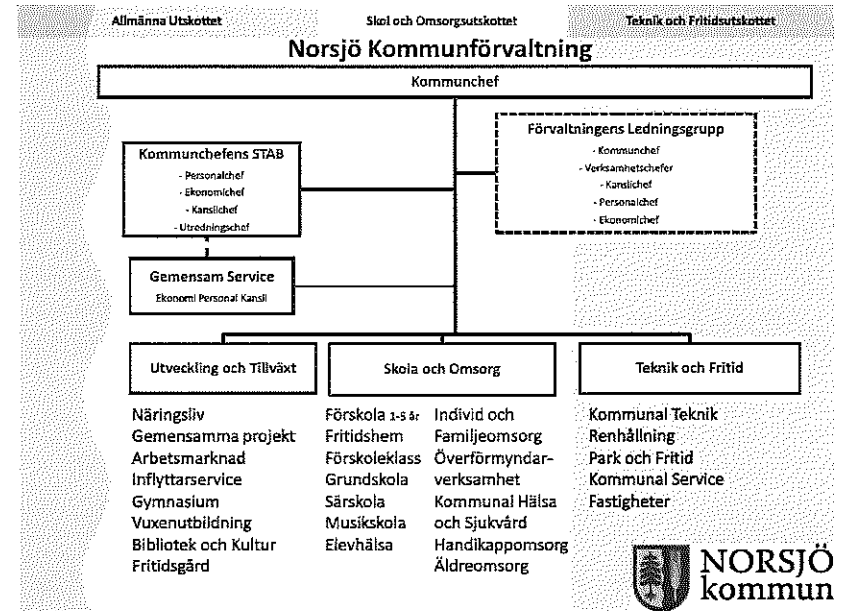 Allmänna Utskottet
Skol och Omsorgsutskottet
Teknik och Fritidsutskottet
Norsjö Kommunförvaltning
Kommunchef
Kommunchefens STAB
- Personalchef
- Ekonomichef
- Kanslichef
- Utredningschef
Förvaltningens Ledningsgrupp
- Kommunchef
- Verksamhetschefer
- Kanslichef
- Personalchef
- Ekonomichef
Gemensam Service
Ekonomi Personal Kansli
Utveckling och Tillväxt
Näringsliv
Gemensamma projekt
Arbetsmarknad
Inflyttarservice
Gymnasium
Vuxenutbildning
Bibliotek och Kultur
Fritidsgård
Skola och Omsorg
Förskola 1-5 år
Fritidshem
Förskoleklass
Grundskola
Särskola
Musikskola
Elevhälsa
Individ och
Familjeomsorg
Överförmyndar-
verksamhet
Kommunal Hälsa
och Sjukvård
Handikappomsorg
Äldreomsorg
Teknik och Fritid
Kommunal Teknik
Renhållning
Park och Fritid
Kommunal Service
Fastigheter
NORSJÖ
kommun